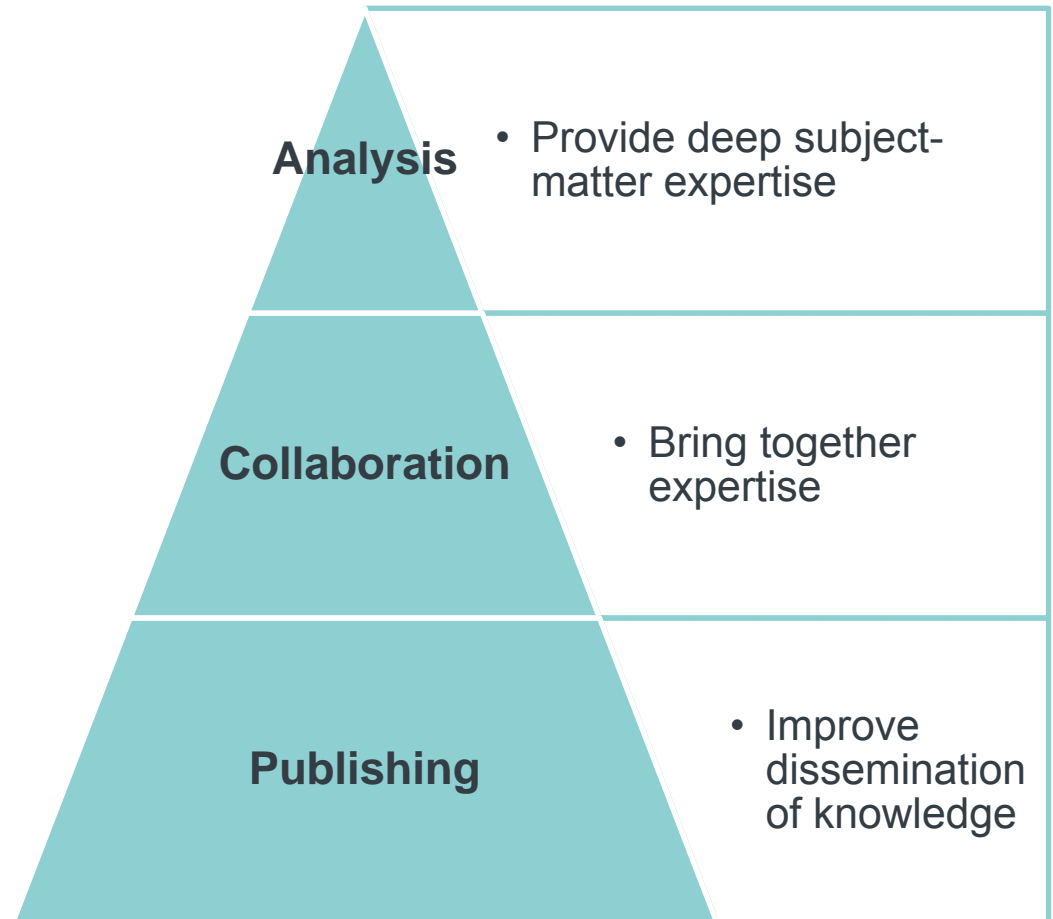 Analysis
• Provide deep subject-
matter expertise
Collaboration
• Bring together
expertise
Publishing
• Improve
dissemination
of knowledge